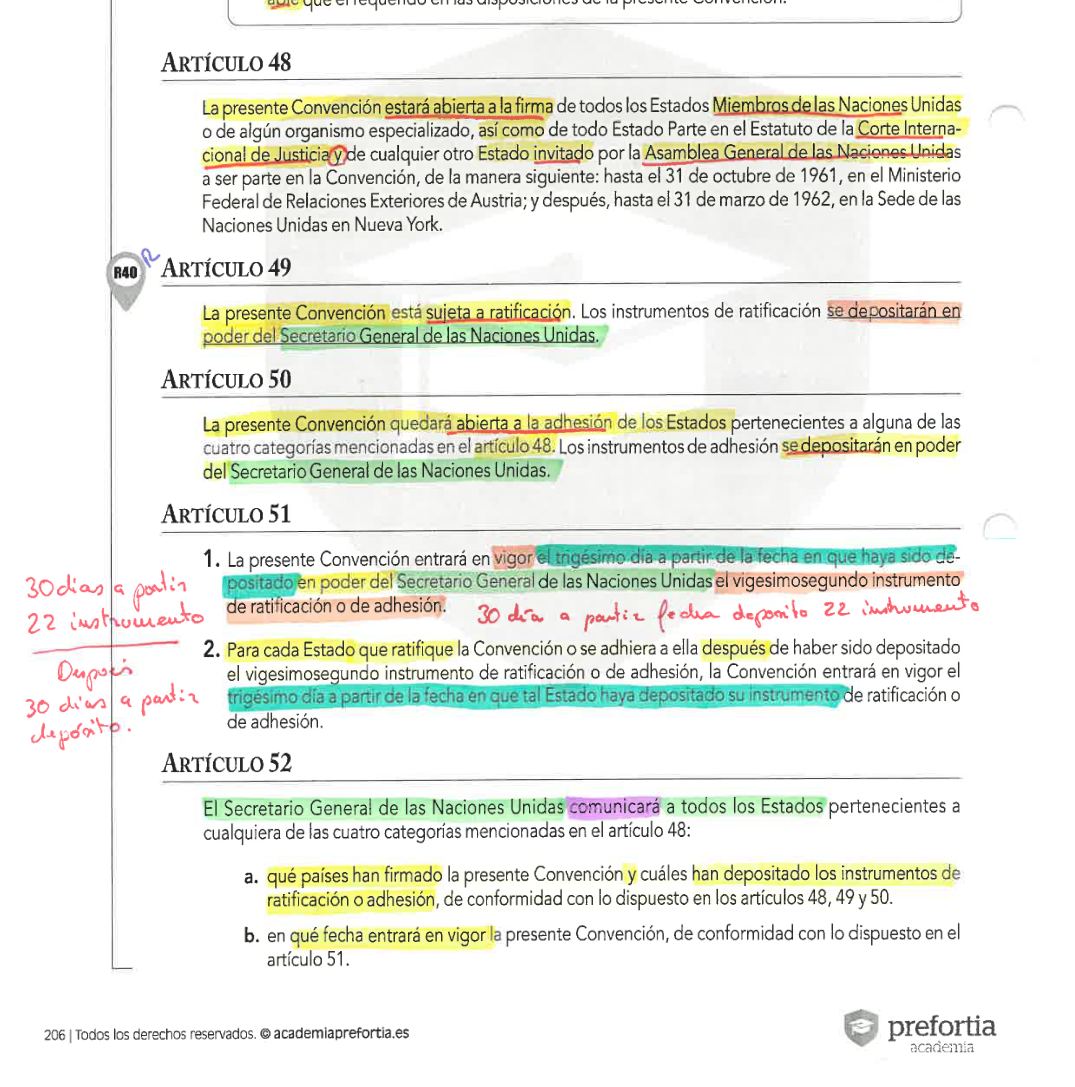 able que el requerido en las disposiciones de la presente Convención.
ARTÍCULO 48
La presente Convención estará abierta a la firma de todos los Estados Miembros de las Naciones Unidas
o de algún organismo especializado, así como de todo Estado Parte en el Estatuto de la Corte Interna-
cional de Justicia y de cualquier otro Estado invitado por la Asamblea General de las Naciones Unidas
a ser parte en la Convención, de la manera siguiente: hasta el 31 de octubre de 1961, en el Ministerio
Federal de Relaciones Exteriores de Austria; y después, hasta el 31 de marzo de 1962, en la Sede de las
Naciones Unidas en Nueva York.
R40
R
ARTÍCULO 49
La presente Convención está sujeta a ratificación. Los instrumentos de ratificación se depositarán en
poder del Secretario General de las Naciones Unidas.
ARTÍCULO 50
La presente Convención quedará abierta a la adhesión de los Estados pertenecientes a alguna de las
cuatro categorías mencionadas en el artículo 48. Los instrumentos de adhesión se depositarán en poder
del Secretario General de las Naciones Unidas.
ARTÍCULO 51
1. La presente Convención entrará en vigor el trigésimo día a partir de la fecha en que haya sido de-
positado en poder del Secretario General de las Naciones Unidas el vigesimosegundo instrumento
de ratificación o de adhesión.
30 día a partir fecha deposito 22 instrumento
30 días a partir
22 instrumento
Después
30 días a partir
depósito.
2. Para cada Estado que ratifique la Convención o se adhiera a ella después de haber sido depositado
el vigesimosegundo instrumento de ratificación o de adhesión, la Convención entrará en vigor el
trigésimo día a partir de la fecha en que tal Estado haya depositado su instrumento de ratificación o
de adhesión.
ARTÍCULO 52
El Secretario General de las Naciones Unidas comunicará a todos los Estados pertenecientes a
cualquiera de las cuatro categorías mencionadas en el artículo 48:
a. qué países han firmado la presente Convención y cuáles han depositado los instrumentos de
ratificación o adhesión, de conformidad con lo dispuesto en los artículos 48, 49 y 50.
b. en qué fecha entrará en vigor la presente Convención, de conformidad con lo dispuesto en el
artículo 51.
206 | Todos los derechos reservados. © academiaprefortia.es
prefortia
academia